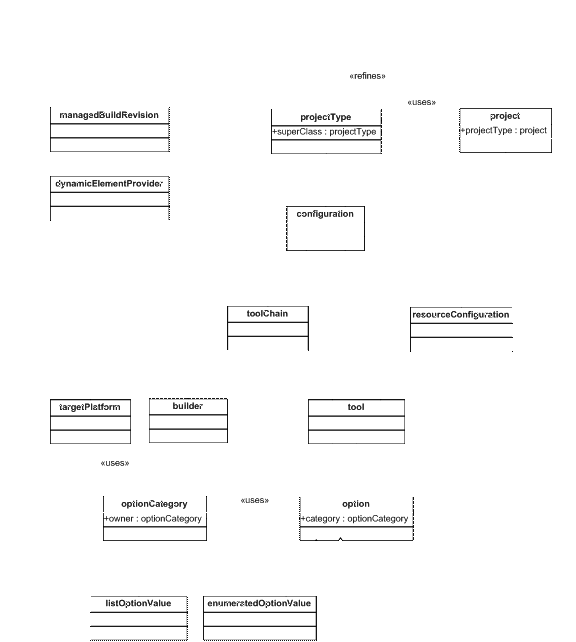 «refines»
«uses»
managedBuildRevision
projectType
+superClass : projectType
project
+projectType : project
dynamicElementProvider
configuration
toolChain
resourceConfiguration
targetPlatform
builder
tool
«uses»
optionCategory
+owner : optionCategory
«uses»
option
+category : optionCategory
listOptionValue
enumeratedOptionValue